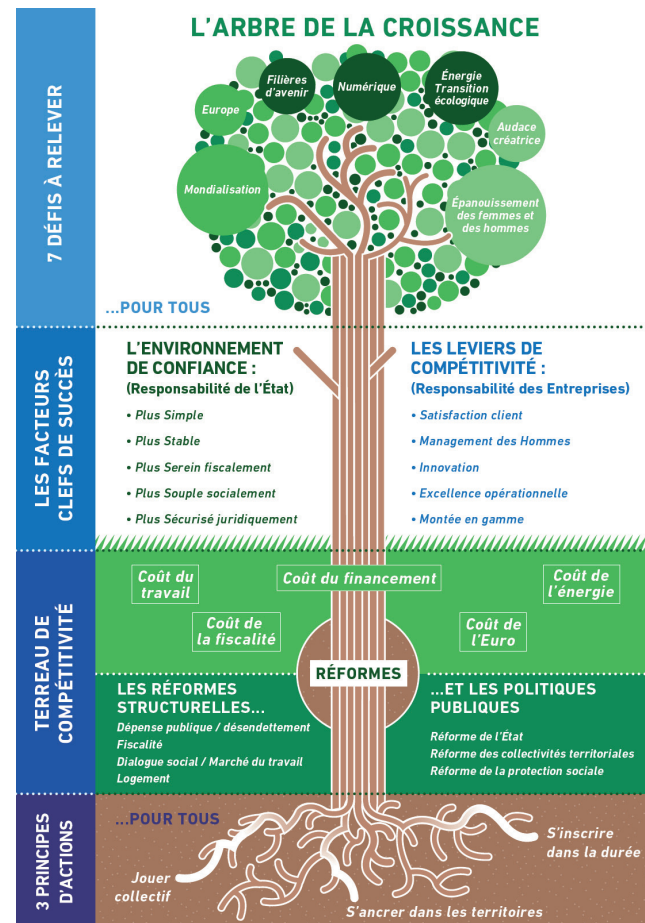 L'ARBRE DE LA CROISSANCE
7 DÉFIS À RELEVER
Filières
d'avenir
Numérique
Énergie
Transition
écologique
Europe
Audace
créatrice
Mondialisation
Épanouissement
des femmes et
des hommes
...POUR TOUS
LES FACTEURS
CLEFS DE SUCCÈS
L'ENVIRONNEMENT
DE CONFIANCE :
(Responsabilité de l'État)
• Plus Simple
• Plus Stable
• Plus Serein fiscalement
• Plus Souple socialement
• Plus Sécurisé juridiquement
LES LEVIERS DE
COMPÉTITIVITÉ :
(Responsabilité des Entreprises)
• Satisfaction client
• Management des Hommes
• Innovation
• Excellence opérationnelle
• Montée en gamme
TERREAU DE
COMPÉTITIVITÉ
Coût du
travail
Coût du financement
Coût de
l'énergie
Coût de
la fiscalité
Coût de
l'Euro
RÉFORMES
LES RÉFORMES
STRUCTURELLES...
Dépense publique / désendettement
Fiscalité
Dialogue social / Marché du travail
Logement
...ET LES POLITIQUES
PUBLIQUES
Réforme de l'État
Réforme des collectivités territoriales
Réforme de la protection sociale
3 PRINCIPES
D'ACTIONS
...POUR TOUS
S'inscrire
dans la durée
Jouer
collectif
S'ancrer dans les territoires